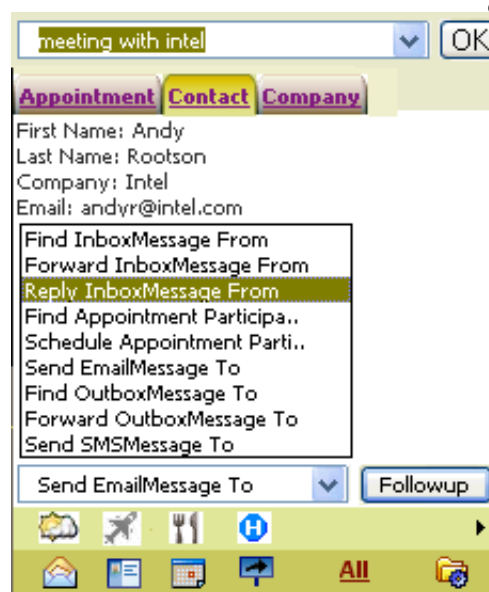 meeting with intel OK
Appointment Contact Company
First Name: Andy
Last Name: Rootson
Company: Intel
Email: andyr@intel.com
Find InboxMessage From
Forward InboxMessage From
Reply InboxMessage From
Find Appointment Participa..
Schedule Appointment Parti..
Send EmailMessage To
Find OutboxMessage To
Forward OutboxMessage To
Send SMSMessage To
Send EmailMessage To Followup
H
All